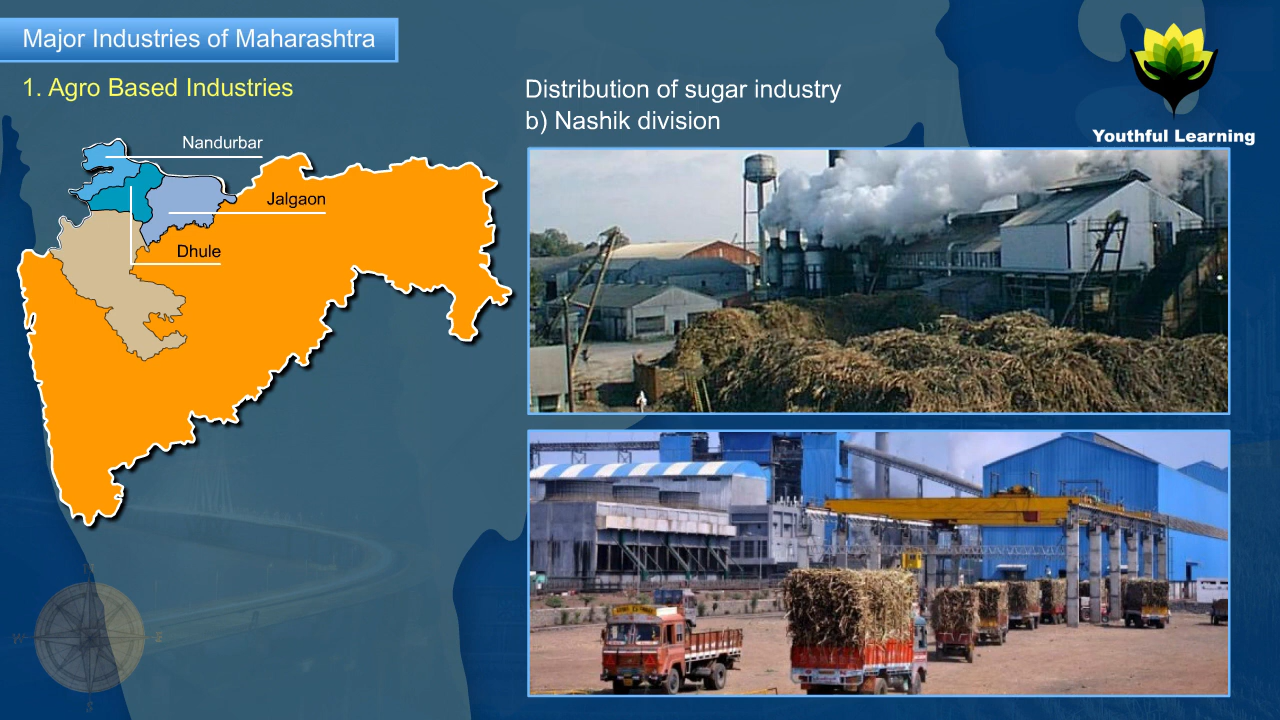 Major Industries of Maharashtra
1. Agro Based Industries
Distribution of sugar industry
b) Nashik division
Youthful Learning
Nandurbar
Jalgaon
Dhule
N
W
E
S